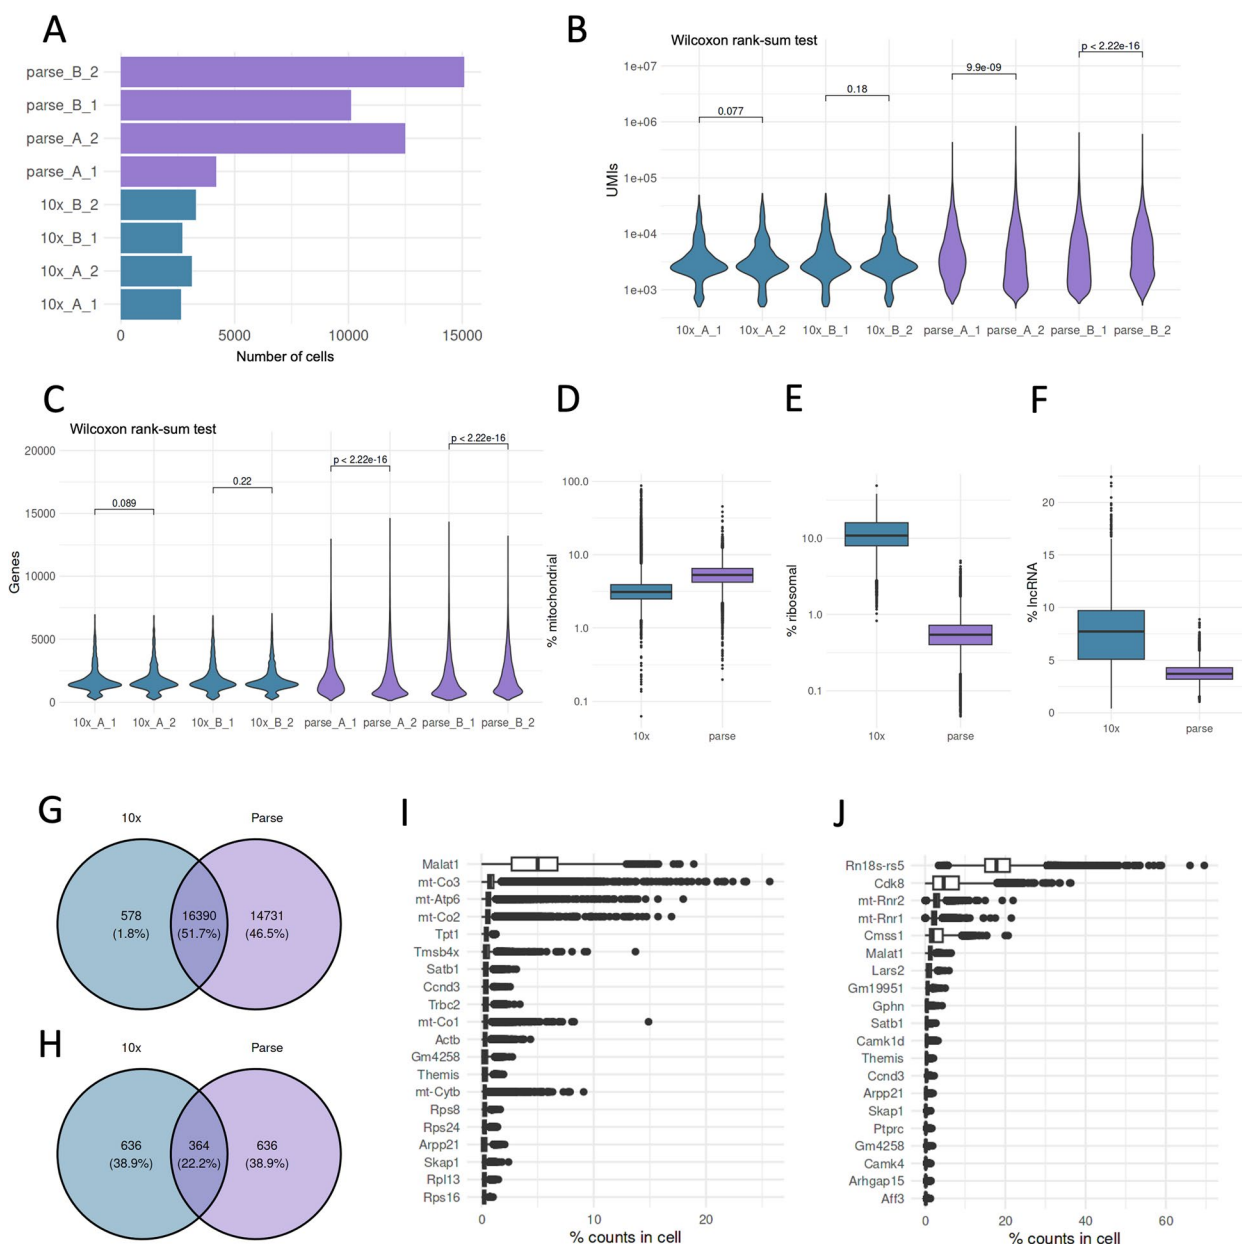 A
parse_B_2
parse_B_1
parse_A_2
parse_A_1
10x_B_2
10x_B_1
10x_A_2
10x_A_1
0 5000 10000 15000
Number of cells
B
Wilcoxon rank-sum test
UMIs
1e+07
1e+06
1e+05
1e+04
1e+03
0.077
0.18
9.9e-09
p < 2.22e-16
10x_A_1 10x_A_2 10x_B_1 10x_B_2 parse_A_1 parse_A_2 parse_B_1 parse_B_2
C
Wilcoxon rank-sum test
Genes
20000
15000
10000
5000
0
0.089
0.22
p < 2.22e-16
p < 2.22e-16
10x_A_1 10x_A_2 10x_B_1 10x_B_2 parse_A_1 parse_A_2 parse_B_1 parse_B_2
D
% mitochondrial
100.0
10.0
1.0
0.1
10x parse
E
% ribosomal
10.0
1.0
0.1
10x parse
F
% lncRNA
20
15
10
5
0
10x parse
G
10x Parse
578 16390 14731
(1.8%) (51.7%) (46.5%)
H
10x Parse
636 364 636
(38.9%) (22.2%) (38.9%)
I
Malat1
mt-Co3
mt-Atp6
mt-Co2
Tpt1
Tmsb4x
Satb1
Ccnd3
Trbc2
mt-Co1
Actb
Gm4258
Themis
mt-Cytb
Rps8
Rps24
Arpp21
Skap1
Rpl13
Rps16
0 10 20
% counts in cell
J
Rn18s-rs5
Cdk8
mt-Rnr2
mt-Rnr1
Cmss1
Malat1
Lars2
Gm19951
Gphn
Satb1
Camk1d
Themis
Ccnd3
Arpp21
Skap1
Ptprc
Gm4258
Camk4
Arhgap15
Aff3
0 20 40 60
% counts in cell